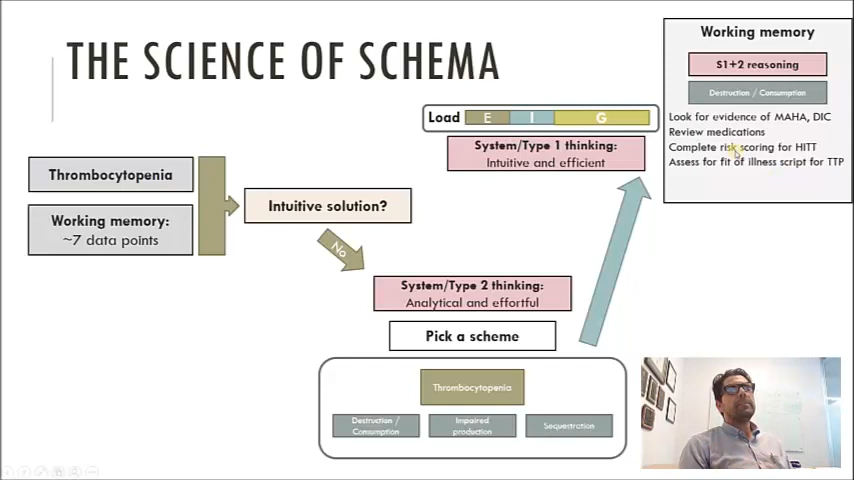 THE SCIENCE OF SCHEMA
Working memory
S1+2 reasoning
Destruction / Consumption
Look for evidence of MAHA, DIC
Review medications
Complete risk scoring for HITT
Assess for fit of illness script for TTP
Load E I G
System/Type 1 thinking:
Intuitive and efficient
Thrombocytopenia
Working memory:
~7 data points
Intuitive solution?
No
System/Type 2 thinking:
Analytical and effortful
Pick a scheme
Thrombocytopenia
Destruction /
Consumption
Impaired
production
Sequestration